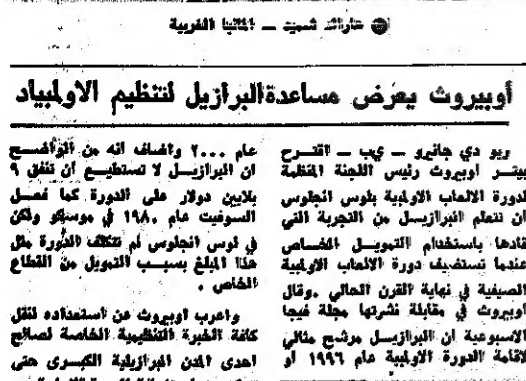 هارالد شميد ــ المانيا الغربية
أوبيروث يعرض مساعدة البرازيل لتنظيم الاولمبياد
ريو دي جانيرو ــ يب ــ اقترح
بيتر اوبيروث رئيس اللجنة المنظمة
لدورة الالعاب الاولمبية بلوس انجلوس
ان تتعلم البرازيل من التجربة التي
قادها باستخدام التمويل الخاص
عندما تستضيف دورة الالعاب الاولمبية
الصيفية في نهاية القرن الحالي .وقال
اوبيروث في مقابلة نشرتها مجلة فيجا
الاسبوعية ان البرازيل مرشح مثالي
لاقامة الدورة الاولمبية عام ١٩٩٦ او
عام ٢٠٠٠ واضاف انه من الواضح
ان البرازيل لا تستطيع ان تنفق ٩
بلايين دولار على الدورة كما فعل
السوفيت عام ١٩٨٠ في موسكو ولكن
في لوس انجلوس لم تتكلف الدورة مثل
هذا المبلغ بسبب التمويل من القطاع
الخاص .
واعرب اوبيروث عن استعداده لنقل
كافة الخبرة التنظيمية الخاصة لصالح
احدى المدن البرازيلية الكبرى حتى